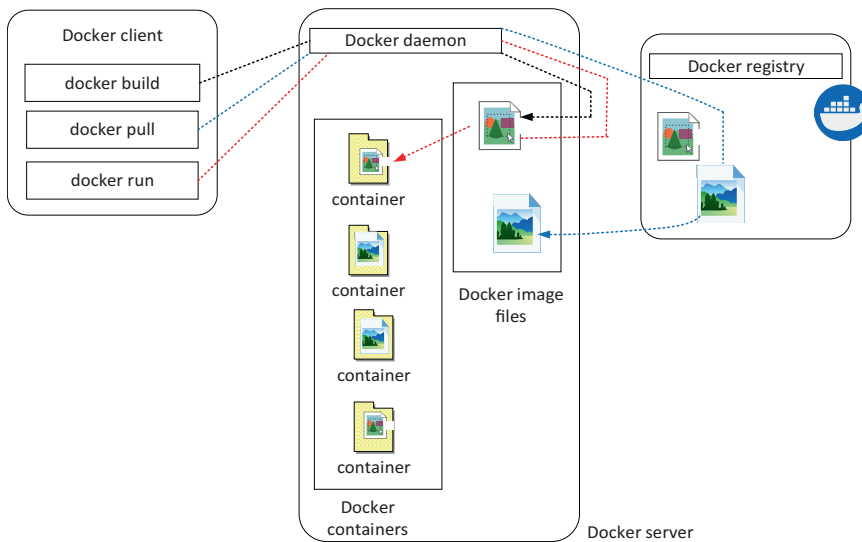 Docker client
docker build
docker pull
docker run
Docker daemon
container
container
container
container
Docker
containers
Docker image
files
Docker registry
Docker server